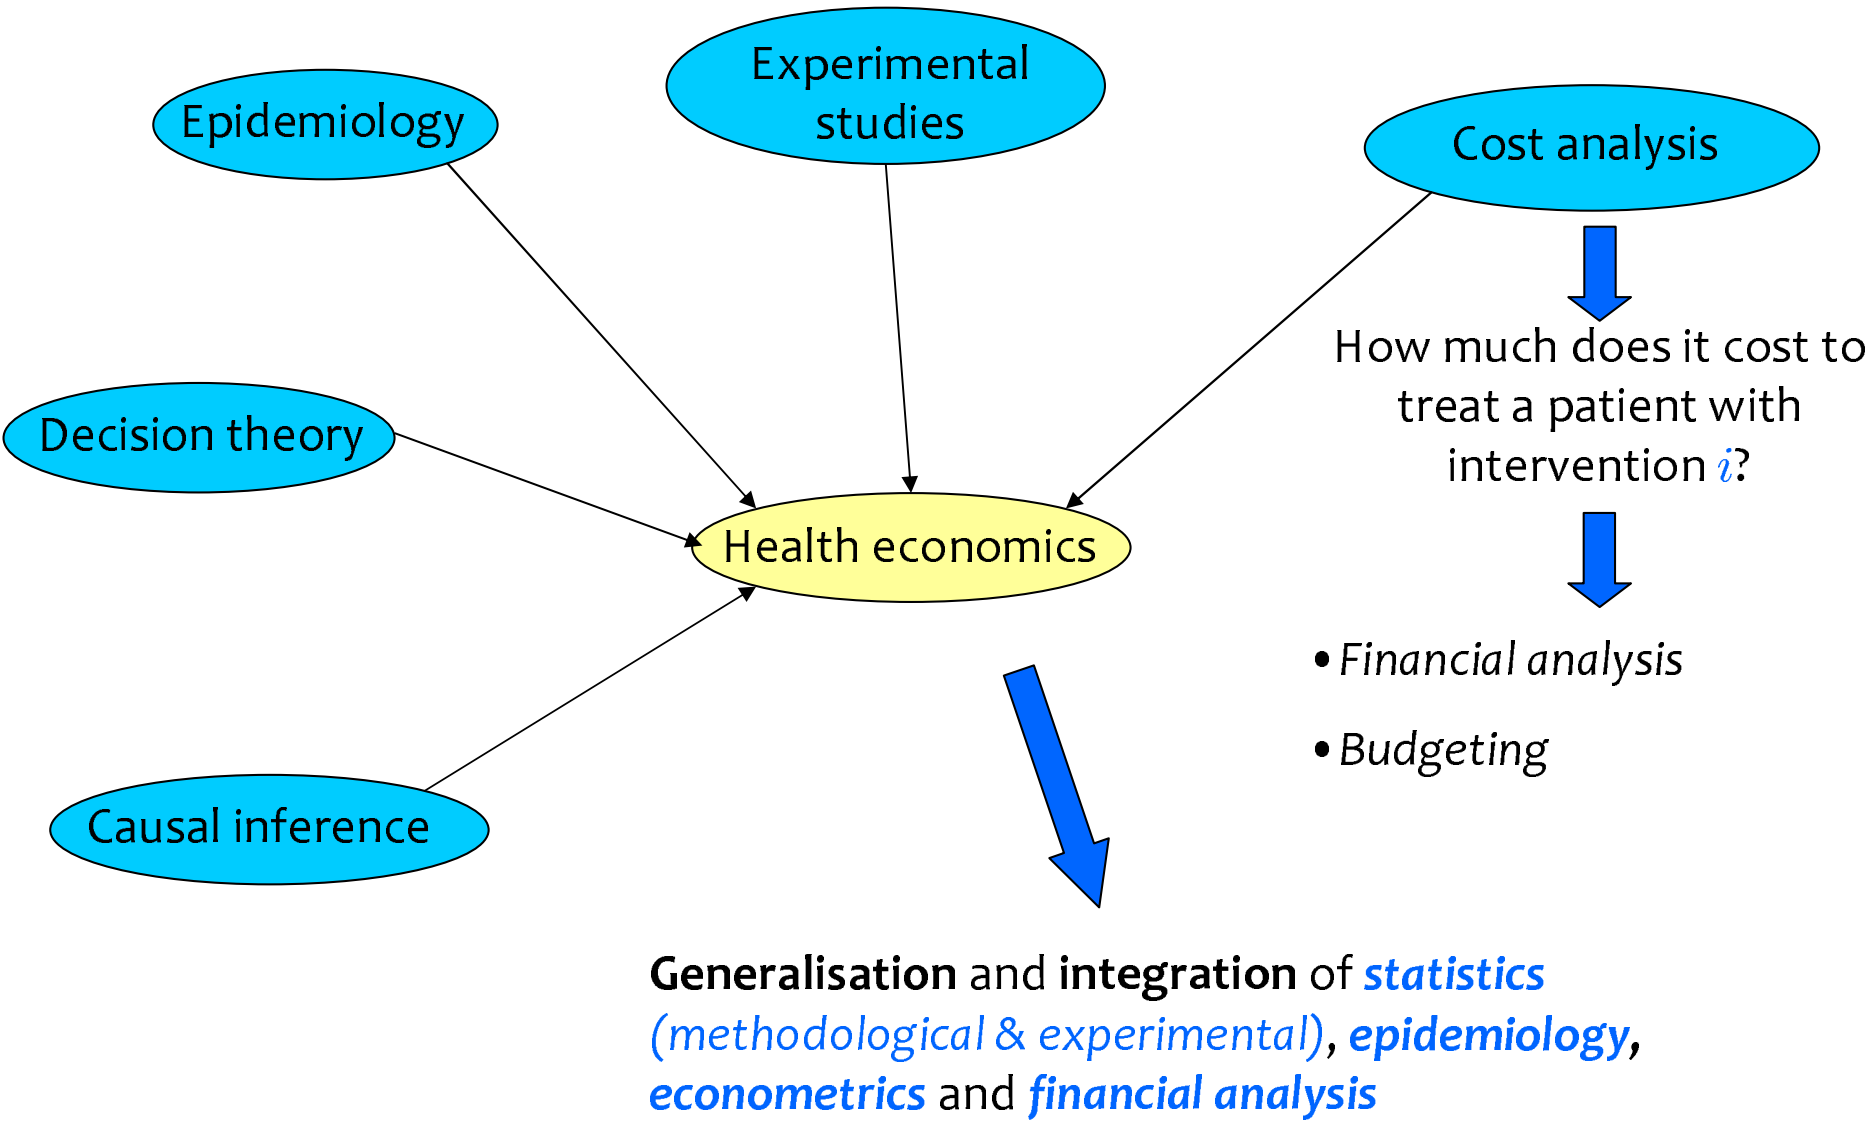 Experimental
studies
Epidemiology
Cost analysis
How much does it cost to
treat a patient with
intervention i?
Decision theory
Health economics
•Financial analysis
•Budgeting
Causal inference
Generalisation and integration of statistics
(methodological & experimental), epidemiology,
econometrics and financial analysis